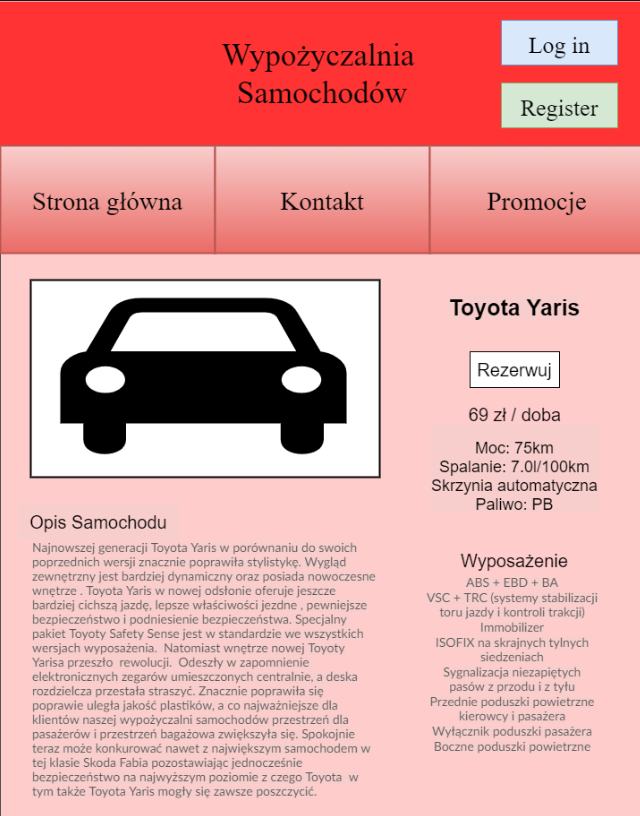 Wypożyczalnia
Samochodów
Log in
Register
Strona główna
Kontakt
Promocje
Toyota Yaris
Rezerwuj
69 zł / doba
Moc: 75km
Spalanie: 7.0l/100km
Skrzynia automatyczna
Paliwo: PB
Opis Samochodu
Najnowszej generacji Toyota Yaris w porównaniu do swoich
poprzednich wersji znacznie poprawiła stylistykę. Wygląd
zewnętrzny jest bardziej dynamiczny oraz posiada nowoczesne
wnętrze . Toyota Yaris w nowej odsłonie oferuje jeszcze
bardziej cichszą jazdę, lepsze właściwości jezdne , pewniejsze
bezpieczeństwo i podniesienie bezpieczeństwa. Specjalny
pakiet Toyoty Safety Sense jest w standardzie we wszystkich
wersjach wyposażenia.  Natomiast wnętrze nowej Toyoty
Yarisa przeszło  rewolucji.  Odeszły w zapomnienie
elektronicznych zegarów umieszczonych centralnie, a deska
rozdzielcza przestała straszyć. Znacznie poprawiła się
poprawie uległa jakość plastików, a co najważniejsze dla
klientów naszej wypożyczalni samochodów przestrzeń dla
pasażerów i przestrzeń bagażowa zwiększyła się. Spokojnie
teraz może konkurować nawet z największym samochodem w
tej klasie Skoda Fabia pozostawiając jednocześnie
bezpieczeństwo na najwyższym poziomie z czego Toyota  w
tym także Toyota Yaris mogły się zawsze poszczycić.
Wyposażenie
ABS + EBD + BA
VSC + TRC (systemy stabilizacji
toru jazdy i kontroli trakcji)
Immobilizer
ISOFIX na skrajnych tylnych
siedzeniach
Sygnalizacja niezapiętych
pasów z przodu i z tyłu
Przednie poduszki powietrzne
kierowcy i pasażera
Wyłącznik poduszki pasażera
Boczne poduszki powietrzne